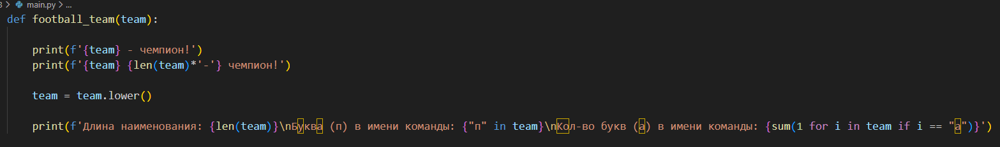 3 > main.py > ...
def football_team(team):
print(f'{team} - чемпион!')
print(f'{team} {len(team)*'-'} чемпион!')
team = team.lower()
print(f'Длина наименования: {len(team)}\nБуква (п) в имени команды: {"п" in team}\nКол-во букв (а) в имени команды: {sum(1 for i in team if i == "а")}')